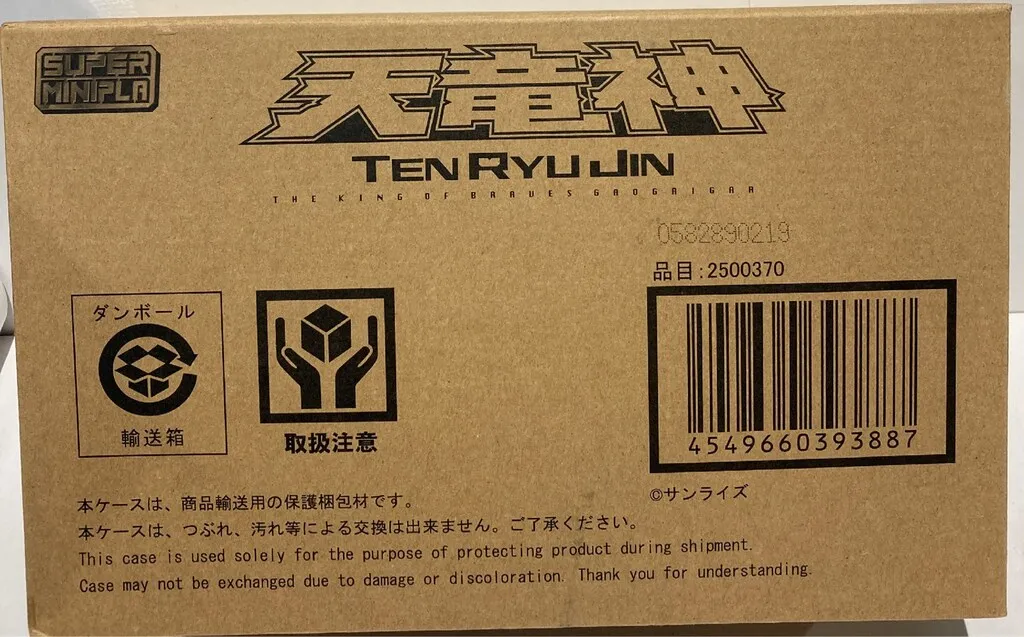 SUPER
MINIPLA
天竜神
TENRYUJIN
THE KING OF BRAVES GAOGAIGAR
0582890219
品目:2500370
ダンボール
輸送箱
取扱注意
4549660393887
©サンライズ
本ケースは、商品輸送用の保護梱包材です。
本ケースは、つぶれ、汚れ等による交換は出来ません。ご了承ください。
This case is used solely for the purpose of protecting product during shipment.
Case may not be exchanged due to damage or discoloration. Thank you for understanding.